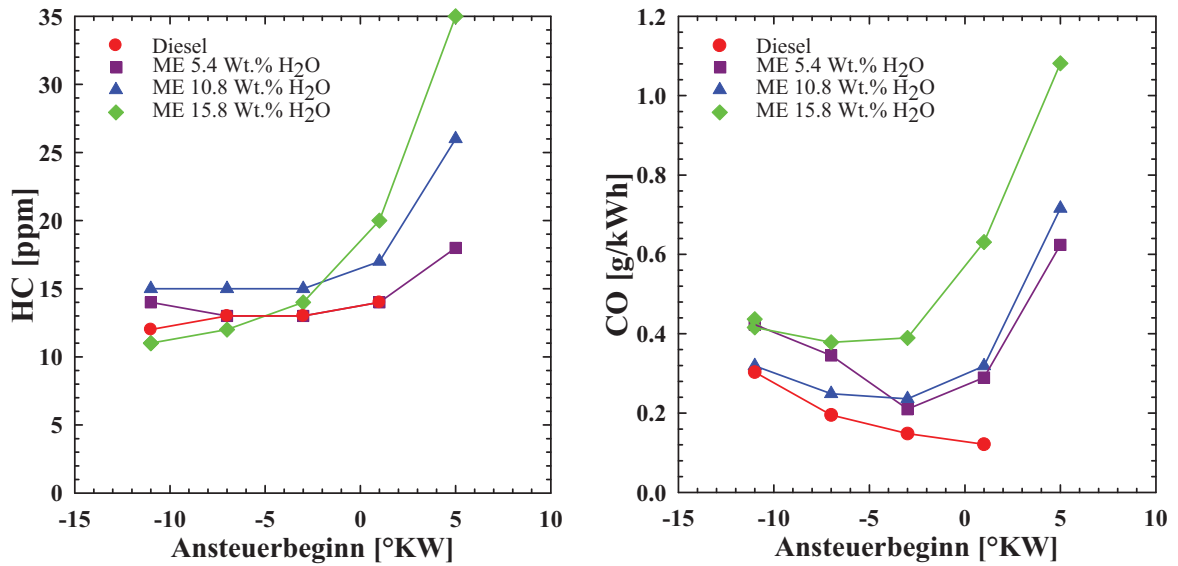 35
30
25
20
15
10
5
0
HC [ppm]
Diesel
ME 5.4 Wt.% H2O
ME 10.8 Wt.% H2O
ME 15.8 Wt.% H2O
-15 -10 -5 0 5 10
Ansteuerbeginn [°KW]
1.2
1.0
0.8
0.6
0.4
0.2
0.0
CO [g/kWh]
Diesel
ME 5.4 Wt.% H2O
ME 10.8 Wt.% H2O
ME 15.8 Wt.% H2O
-15 -10 -5 0 5 10
Ansteuerbeginn [°KW]